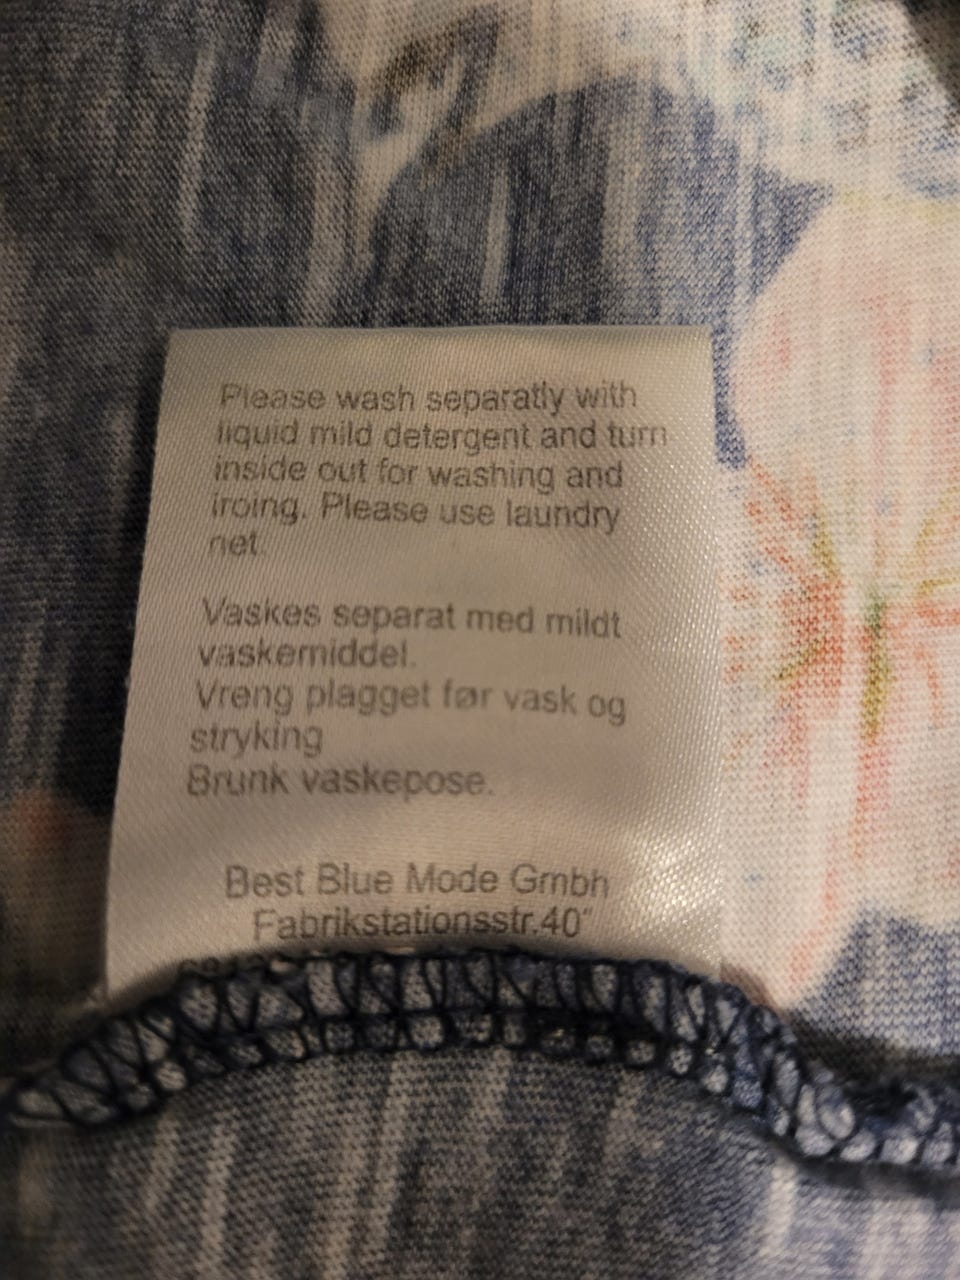 Please wash separatly with
liquid mild detergent and turn
inside out for washing and
iroing. Please use laundry
net.
Vaskes separat med mildt
vaskemiddel.
Vreng plagget før vask og
stryking
Brunk vaskepose.
Best Blue Mode Gmbh
Fabrikstationsstr.40"